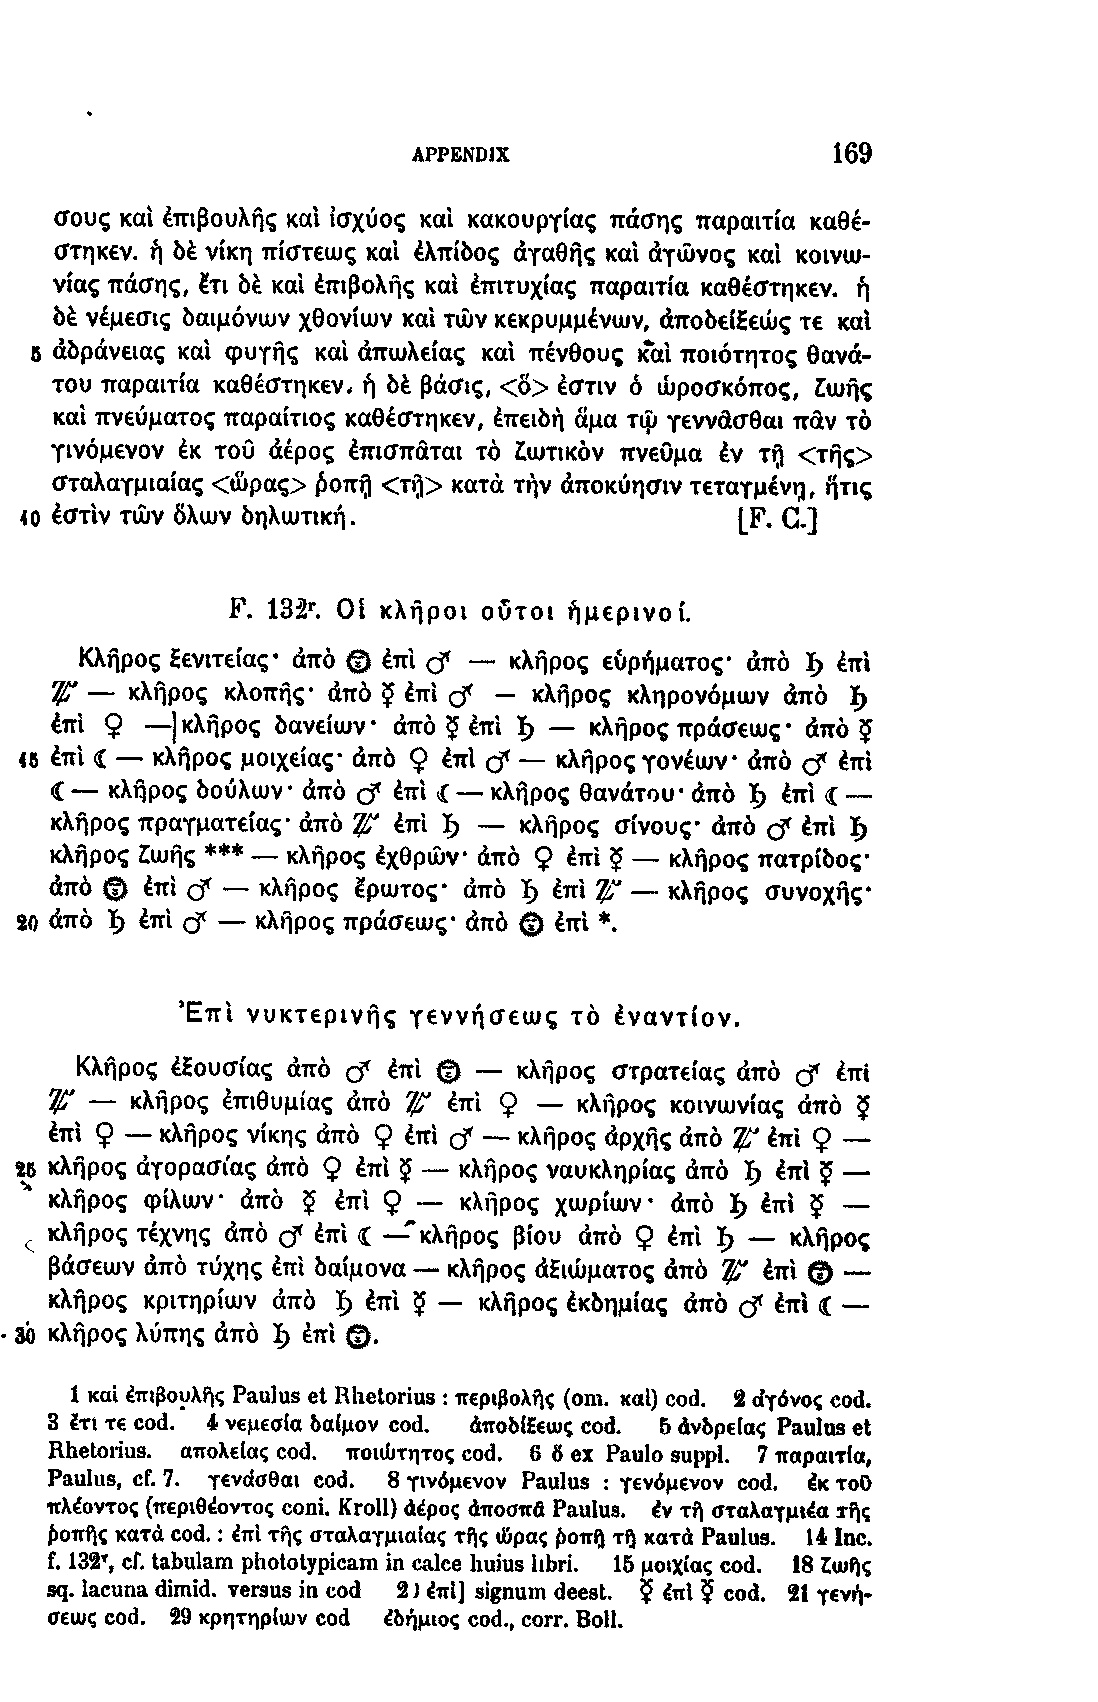 APPENDIX 169
σους καὶ ἐπιβουλῆς καὶ ἰσχύος καὶ κακουργίας πάσης παραιτία καθέ-
στηκεν. ἡ δὲ νίκη πίστεως καὶ ἐλπίδος ἀγαθῆς καὶ ἀγῶνος καὶ κοινω-
νίας πάσης, ἔτι δὲ καὶ ἐπιβολῆς καὶ ἐπιτυχίας παραιτία καθέστηκεν. ἡ
δὲ νέμεσις δαιμόνων χθονίων καὶ τῶν κεκρυμμένων, ἀποδείξεώς τε καὶ
5 ἀδράνειας καὶ φυγῆς καὶ ἀπωλείας καὶ πένθους καὶ ποιότητος θανά-
του παραιτία καθέστηκεν. ἡ δὲ βάσις, <ὅ> ἐστιν ὁ ὡροσκόπος, ζωῆς
καὶ πνεύματος παραίτιος καθέστηκεν, ἐπειδὴ ἅμα τῷ γεννᾶσθαι πᾶν τὸ
γινόμενον ἐκ τοῦ ἀέρος ἐπισπᾶται τὸ ζωτικὸν πνεῦμα ἐν τῇ <τῆς>
σταλαγμιαίας <ὥρας> ῥοπῇ <τῇ> κατὰ τὴν ἀποκύησιν τεταγμένῃ, ἥτις
10 ἐστὶν τῶν ὅλων δηλωτική. [F. C.]
F. 132r. Οἱ κλῆροι οὗτοι ἡμερινοί.
Κλῆρος ξενιτείας· ἀπὸ ☉ ἐπὶ ♂ — κλῆρος εὑρήματος· ἀπὸ ♄ ἐπὶ
♃ — κλῆρος κλοπῆς· ἀπὸ ☿ ἐπὶ ♂ — κλῆρος κληρονόμων ἀπὸ ♄
ἐπὶ ♀ —| κλῆρος δανείων· ἀπὸ ☿ ἐπὶ ♄ — κλῆρος πράσεως· ἀπὸ ☿
15 ἐπὶ ☾ — κλῆρος μοιχείας· ἀπὸ ♀ ἐπὶ ♂ — κλῆρος γονέων· ἀπὸ ♂ ἐπὶ
☾ — κλῆρος δούλων· ἀπὸ ♂ ἐπὶ ☾ — κλῆρος θανάτου· ἀπὸ ♄ ἐπὶ ☾ —
κλῆρος πραγματείας· ἀπὸ ♃ ἐπὶ ♄ — κλῆρος σίνους· ἀπὸ ♂ ἐπὶ ♄
κλῆρος ζωῆς *** — κλῆρος ἐχθρῶν· ἀπὸ ♀ ἐπὶ ☿ — κλῆρος πατρίδος·
ἀπὸ ☉ ἐπὶ ♂ — κλῆρος ἔρωτος· ἀπὸ ♄ ἐπὶ ♃ — κλῆρος συνοχῆς·
20 ἀπὸ ♄ ἐπὶ ♂ — κλῆρος πράσεως· ἀπὸ ☉ ἐπὶ *.
Ἐπὶ νυκτερινῆς γεννήσεως τὸ ἐναντίον.
Κλῆρος ἐξουσίας ἀπὸ ♂ ἐπὶ ☉ — κλῆρος στρατείας ἀπὸ ♂ ἐπὶ
♃ — κλῆρος ἐπιθυμίας ἀπὸ ♃ ἐπὶ ♀ — κλῆρος κοινωνίας ἀπὸ ☿
ἐπὶ ♀ — κλῆρος νίκης ἀπὸ ♀ ἐπὶ ♂ — κλῆρος ἀρχῆς ἀπὸ ♃ ἐπὶ ♀ —
25 κλῆρος ἀγορασίας ἀπὸ ♀ ἐπὶ ☿ — κλῆρος ναυκληρίας ἀπὸ ♄ ἐπὶ ☿ —
κλῆρος φίλων· ἀπὸ ☿ ἐπὶ ♀ — κλῆρος χωρίων· ἀπὸ ♄ ἐπὶ ☿ —
κλῆρος τέχνης ἀπὸ ♂ ἐπὶ ☾ — κλῆρος βίου ἀπὸ ♀ ἐπὶ ♄ — κλῆρος
βάσεων ἀπὸ τύχης ἐπὶ δαίμονα — κλῆρος ἀξιώματος ἀπὸ ♃ ἐπὶ ☉ —
κλῆρος κριτηρίων ἀπὸ ♄ ἐπὶ ☿ — κλῆρος ἐκδημίας ἀπὸ ♂ ἐπὶ ☾ —
30 κλῆρος λύπης ἀπὸ ♄ ἐπὶ ☉.
1 καὶ ἐπιβουλῆς Paulus et Rhetorius : περιβολῆς (om. καὶ) cod. 2 ἀγόνος cod.
3 ἔτι τε cod. 4 νεμεσία δαίμον cod. ἀποδίξεως cod. 5 ἀνδρείας Paulus et
Rhetorius. απολείας cod. ποιώτητος cod. 6 ὅ ex Paulo suppl. 7 παραιτία,
Paulus, cf. 7. γενάσθαι cod. 8 γινόμενον Paulus : γενόμενον cod. ἐκ τοῦ
πλέοντος (περιθέοντος coni. Kroll) ἀέρος ἀποσπᾶ Paulus. ἐν τῇ σταλαγμιέα τῆς
ῥοπῆς κατὰ cod. : ἐπὶ τῆς σταλαγμιαίας τῆς ὥρας ῥοπῇ τῇ κατὰ Paulus. 14 Inc.
f. 132r, cf. tabulam phototypicam in calce huius libri. 15 μοιχίας cod. 18 ζωῆς
sq. lacuna dimid. versus in cod 20 ἐπὶ] signum deest. ☿ ἐπὶ ☿ cod. 21 γενή-
σεως cod. 29 κρητηρίων cod ἐδήμιος cod., corr. Boll.